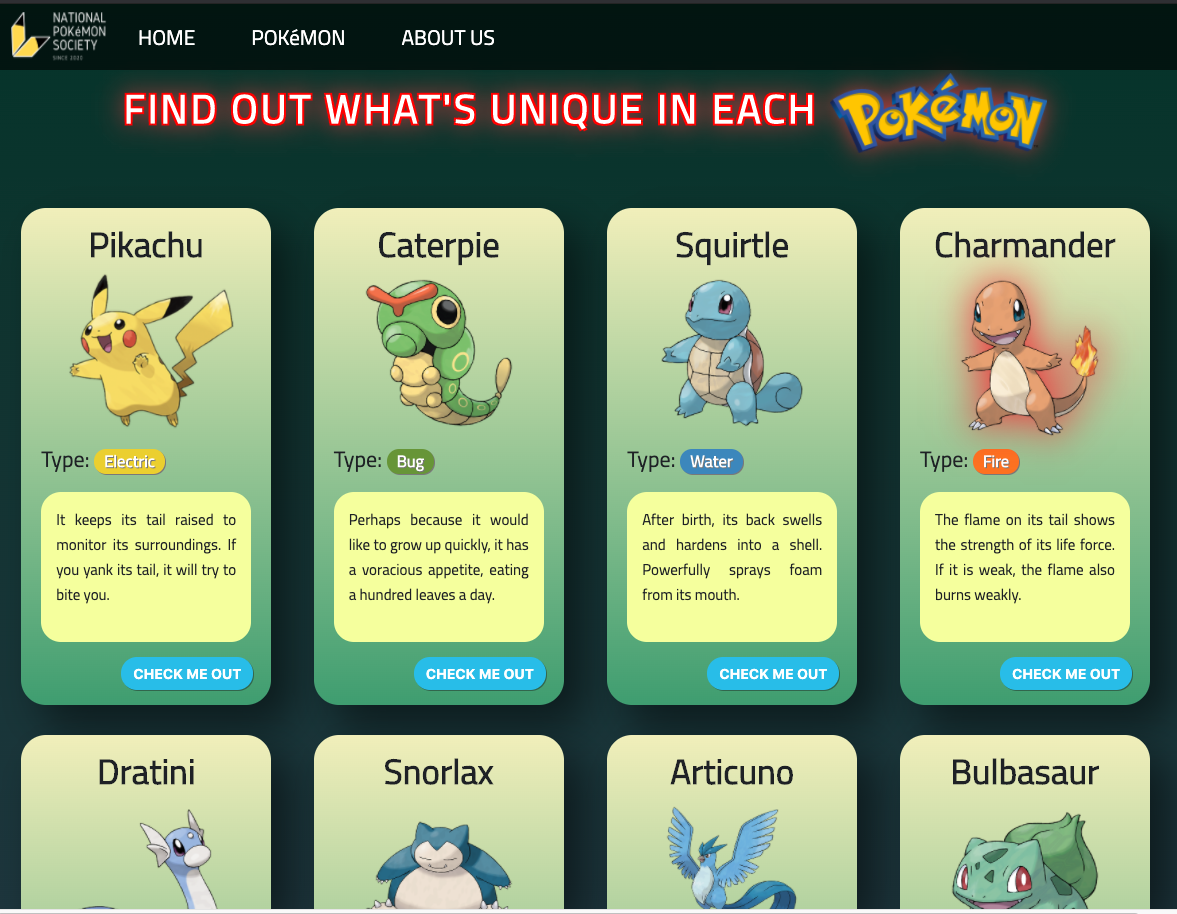 NATIONAL
POKéMON
SOCIETY
SINCE 2020
HOME POKéMON ABOUT US
FIND OUT WHAT'S UNIQUE IN EACH POKéMON
Pikachu
Type: Electric
It keeps its tail raised to
monitor its surroundings. If
you yank its tail, it will try to
bite you.
CHECK ME OUT
Caterpie
Type: Bug
Perhaps because it would
like to grow up quickly, it has
a voracious appetite, eating
a hundred leaves a day.
CHECK ME OUT
Squirtle
Type: Water
After birth, its back swells
and hardens into a shell.
Powerfully sprays foam
from its mouth.
CHECK ME OUT
Charmander
Type: Fire
The flame on its tail shows
the strength of its life force.
If it is weak, the flame also
burns weakly.
CHECK ME OUT
Dratini
Snorlax
Articuno
Bulbasaur